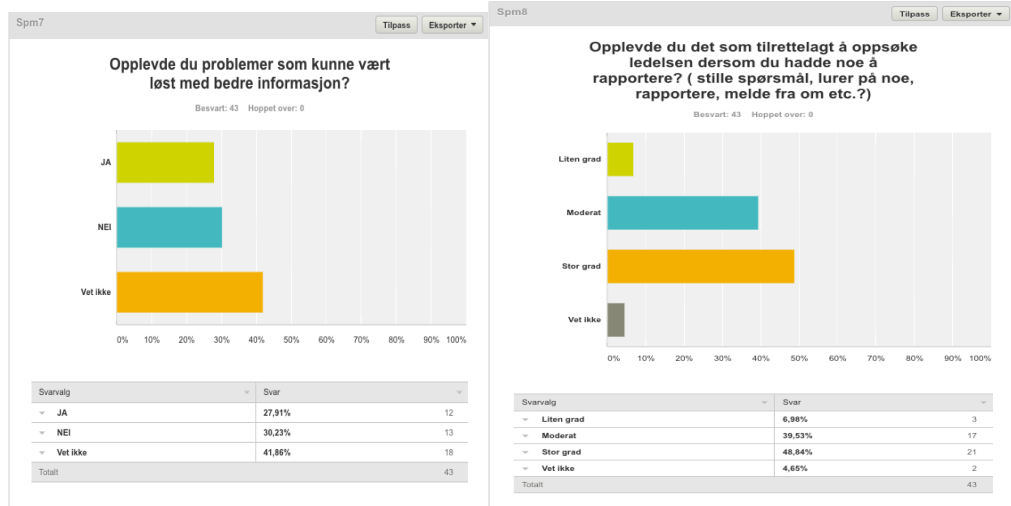 Spm7
Tilpass Eksporter
Opplevde du problemer som kunne vært
løst med bedre informasjon?
Besvart: 43 Hoppet over: 0
JA
NEI
Vet ikke
0% 10% 20% 30% 40% 50% 60% 70% 80% 90% 100%
Svarvalg Svar
JA 27,91% 12
NEI 30,23% 13
Vet ikke 41,86% 18
Totalt 43
Spm8
Tilpass Eksporter
Opplevde du det som tilrettelagt å oppsøke
ledelsen dersom du hadde noe å
rapportere? ( stille spørsmål, lurer på noe,
rapportere, melde fra om etc.?)
Besvart: 43 Hoppet over: 0
Liten grad
Moderat
Stor grad
Vet ikke
0% 10% 20% 30% 40% 50% 60% 70% 80% 90% 100%
Svarvalg Svar
Liten grad 6,98% 3
Moderat 39,53% 17
Stor grad 48,84% 21
Vet ikke 4,65% 2
Totalt 43